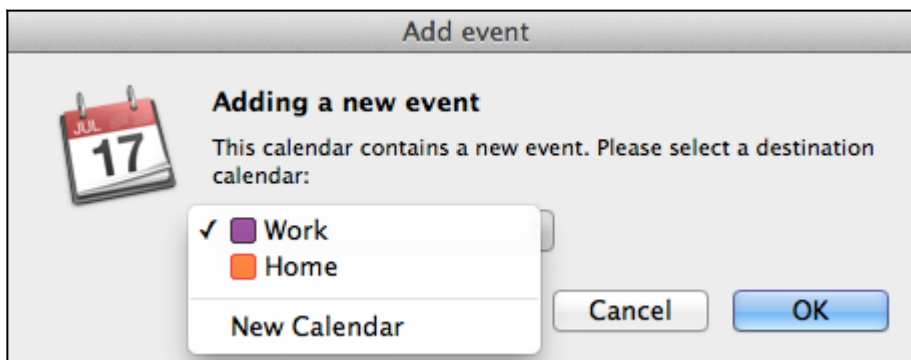 Add event
JUL
17
Adding a new event
This calendar contains a new event. Please select a destination
calendar:
✓ Work
Home
New Calendar
Cancel
OK